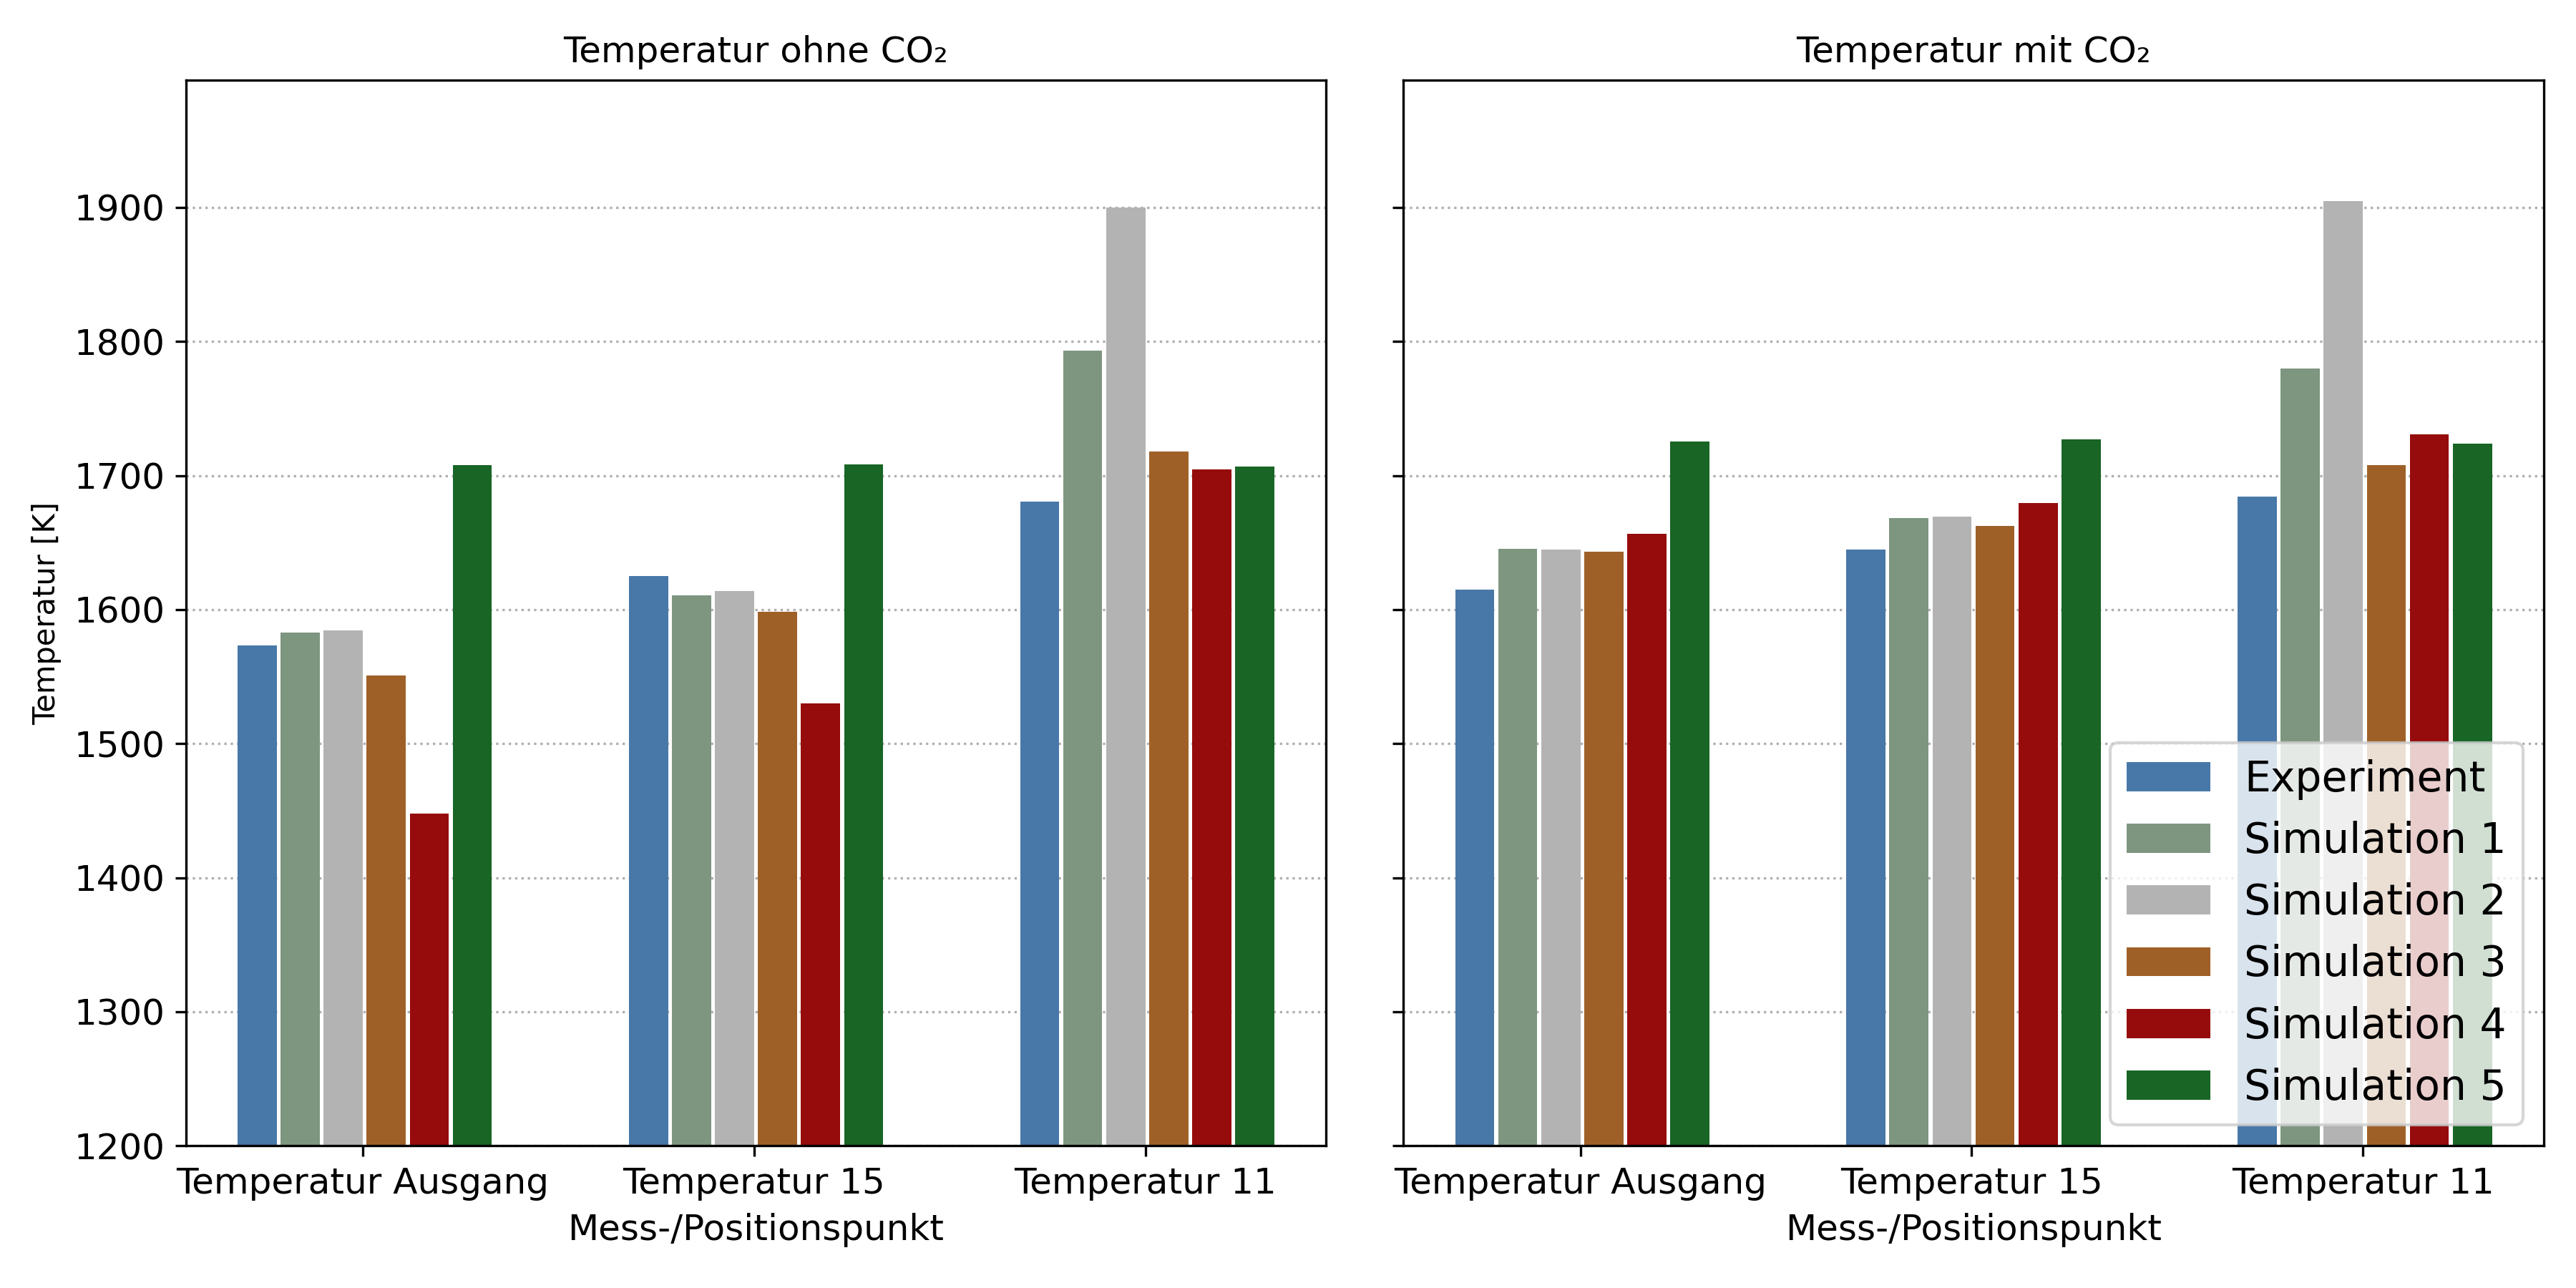 Temperatur ohne CO₂
Temperatur mit CO₂
Temperatur [K]
1900
1800
1700
1600
1500
1400
1300
1200
Temperatur Ausgang
Temperatur 15
Temperatur 11
Mess-/Positionspunkt
Temperatur Ausgang
Temperatur 15
Temperatur 11
Mess-/Positionspunkt
Experiment
Simulation 1
Simulation 2
Simulation 3
Simulation 4
Simulation 5